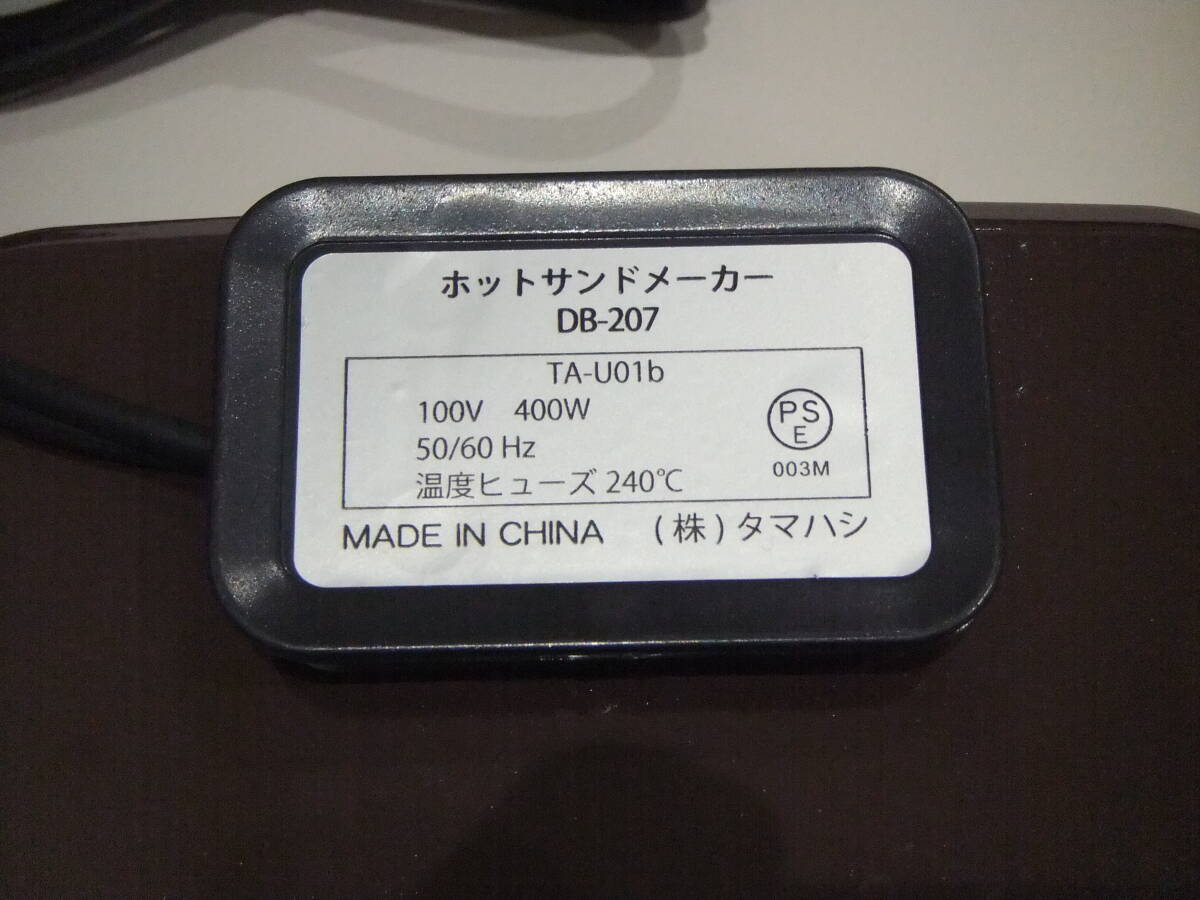 ホットサンドメーカー
DB-207
TA-U01b
100V 400W
50/60 Hz
温度ヒューズ 240℃
PS
E
003M
MADE IN CHINA (株)タマハシ